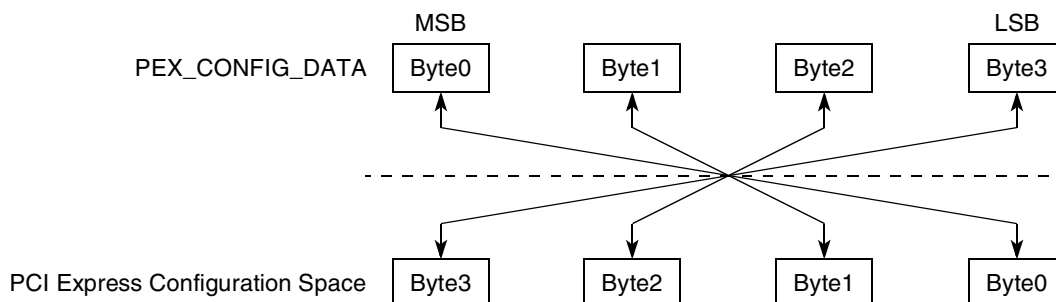 MSB LSB
PEX_CONFIG_DATA Byte0 Byte1 Byte2 Byte3
PCI Express Configuration Space Byte3 Byte2 Byte1 Byte0